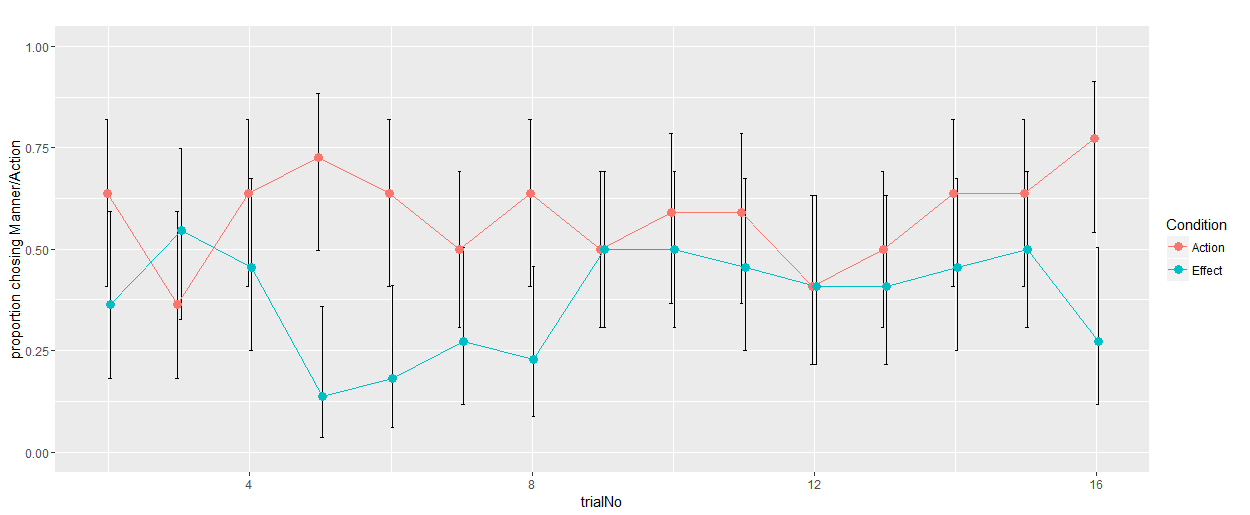 proportion chosing Manner/Action
1.00
0.75
0.50
0.25
0.00
4
8
12
16
trialNo
Condition
Action
Effect